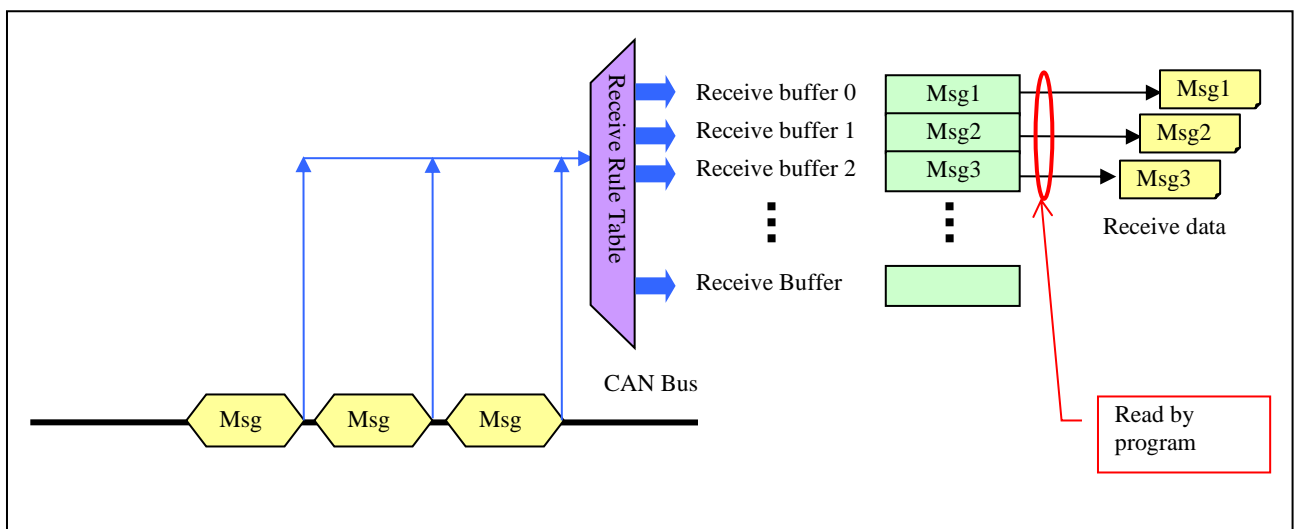 Receive Rule Table
Receive buffer 0
Msg1
Msg1
Receive buffer 1
Msg2
Msg2
Receive buffer 2
Msg3
Msg3
Receive data
Receive Buffer
CAN Bus
Msg
Msg
Msg
Read by
program